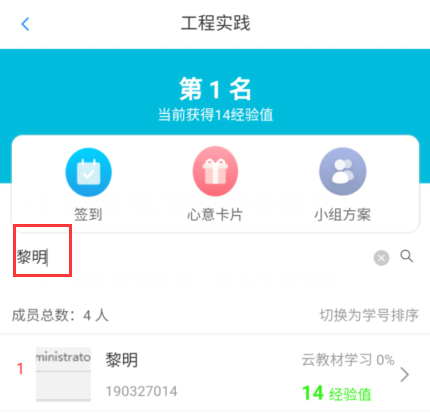 工程实践
第 1 名
当前获得14经验值
签到
心意卡片
小组方案
黎明
成员总数：4 人
切换为学号排序
1
ministrato
黎明
云教材学习 0%
190327014
14 经验值